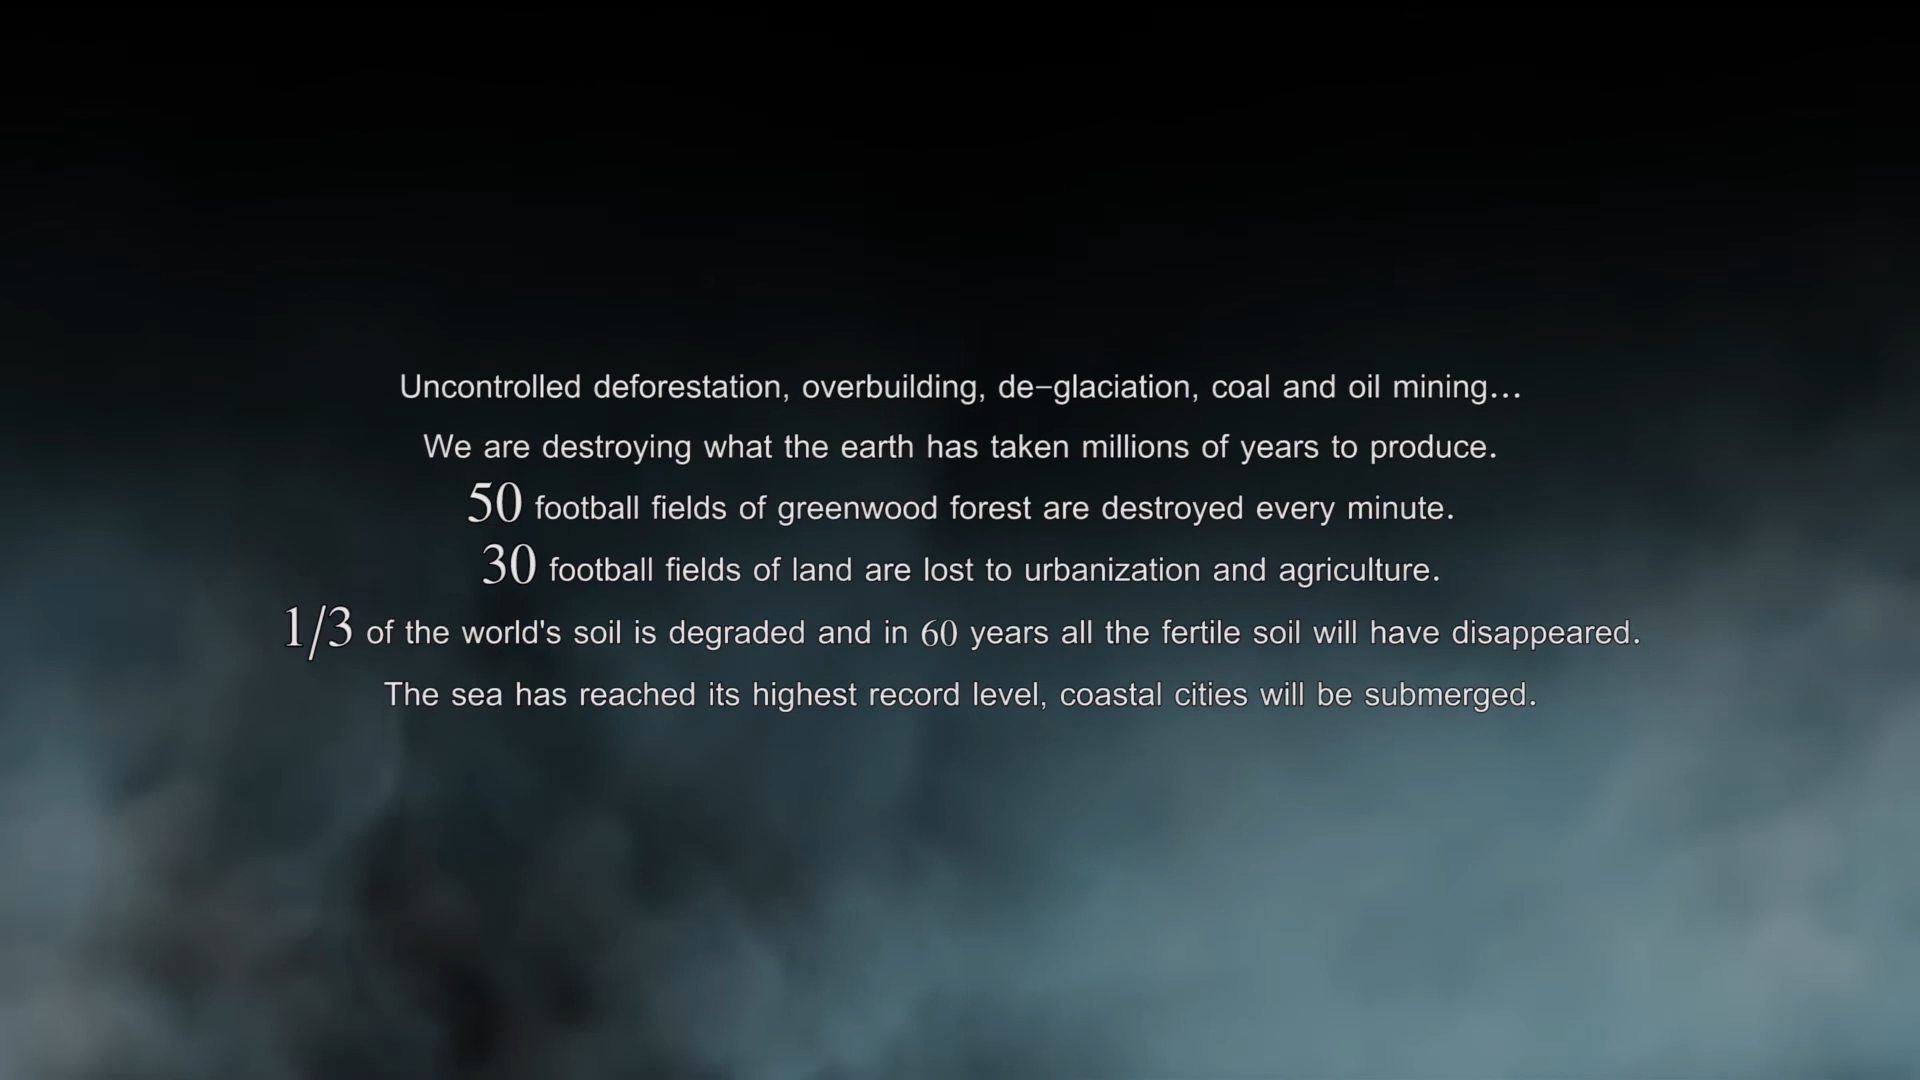 Uncontrolled deforestation, overbuilding, de-glaciation, coal and oil mining...
We are destroying what the earth has taken millions of years to produce.
50 football fields of greenwood forest are destroyed every minute.
30 football fields of land are lost to urbanization and agriculture.
1/3 of the world's soil is degraded and in 60 years all the fertile soil will have disappeared.
The sea has reached its highest record level, coastal cities will be submerged.